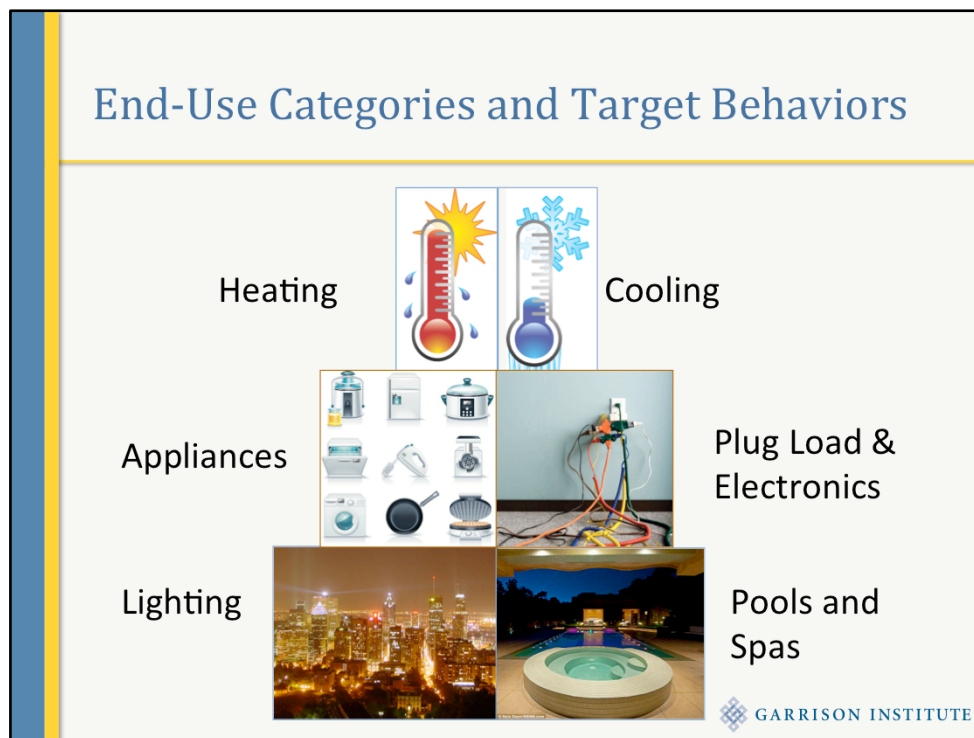 End-Use Categories and Target Behaviors
Heating
Cooling
Appliances
Plug Load &
Electronics
Lighting
Pools and
Spas
GARRISON INSTITUTE